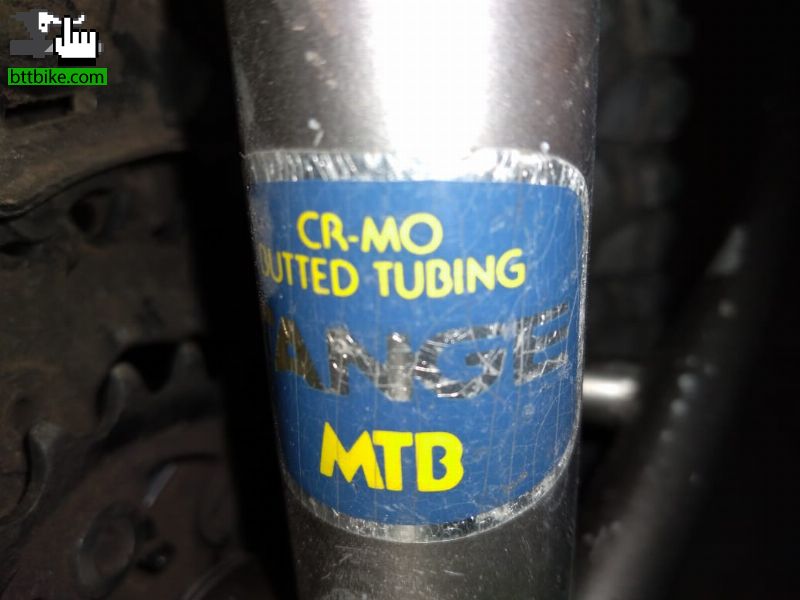 bttbike.com
CR-MO
BUTTED TUBING
TANGE
MTB